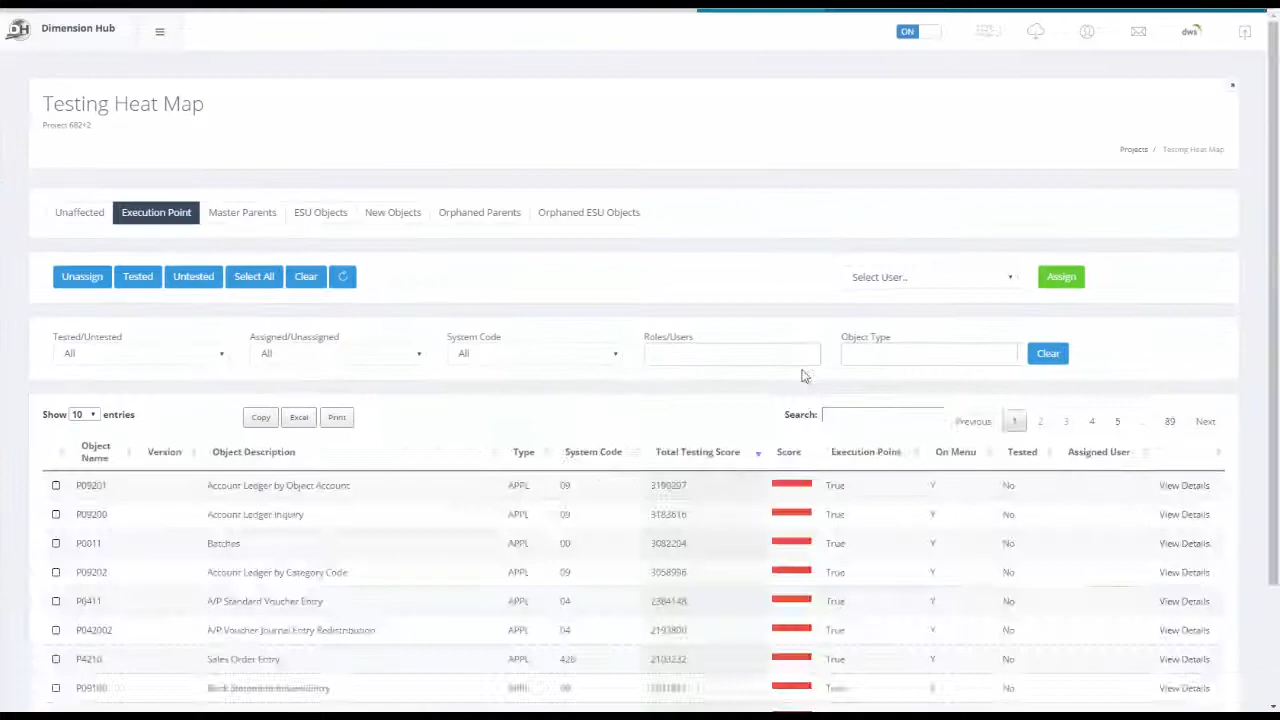 DH Dimension Hub ON dws
Testing Heat Map
Project 682+2
Projects / Testing Heat Map
Unaffected Execution Point Master Parents ESU Objects New Objects Orphaned Parents Orphaned ESU Objects
Unassign Tested Untested Select All Clear Select User.. Assign
Tested/Untested Assigned/Unassigned System Code Roles/Users Object Type
All All All Clear
Show 10 entries Copy Excel Print Search: Previous 1 2 3 4 5 … 89 Next
Object Name Version Object Description Type System Code Total Testing Score Score Execution Point On Menu Tested Assigned User
P09201 Account Ledger by Object Account APPL 09 True Y No View Details
P09200 Account Ledger Inquiry APPL 09 3183616 True Y No View Details
P0011 Batches APPL 00 3082204 True Y No View Details
P09202 Account Ledger by Category Code APPL 09 3058996 True Y No View Details
P0411 A/P Standard Voucher Entry APPL 04 2384148 True Y No View Details
P042002 A/P Voucher Journal Entry Redistribution APPL 04 2193800 True Y No View Details
P4210 Sales Order Entry APPL 42B 2103232 True Y No View Details
View Details